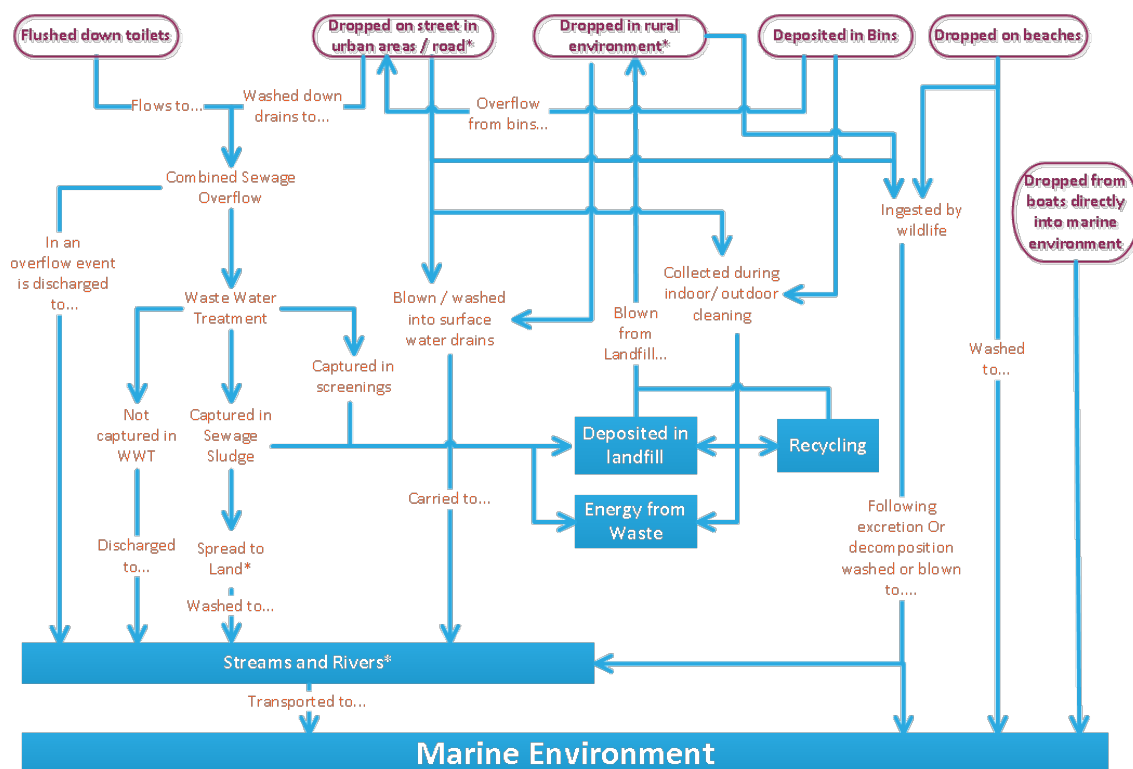 Flushed down toilets
Dropped on street in
urban areas / road*
Dropped in rural
environment*
Deposited in Bins
Dropped on beaches
Flows to...
Washed down
drains to...
Overflow
from bins...
Combined Sewage
Overflow
Dropped from
boats directly
into marine
environment
Ingested by
wildlife
In an
overflow event
is discharged
to...
Waste Water
Treatment
Blown / washed
into surface
water drains
Blown
from
Landfill...
Collected during
indoor/ outdoor
cleaning
Washed
to...
Captured in
screenings
Not
captured in
WWT
Captured in
Sewage
Sludge
Deposited in
landfill
Recycling
Carried to...
Energy from
Waste
Following
excretion Or
decomposition
washed or blown
to....
Discharged
to...
Spread to
Land*
Washed to...
Streams and Rivers*
Transported to...
Marine Environment